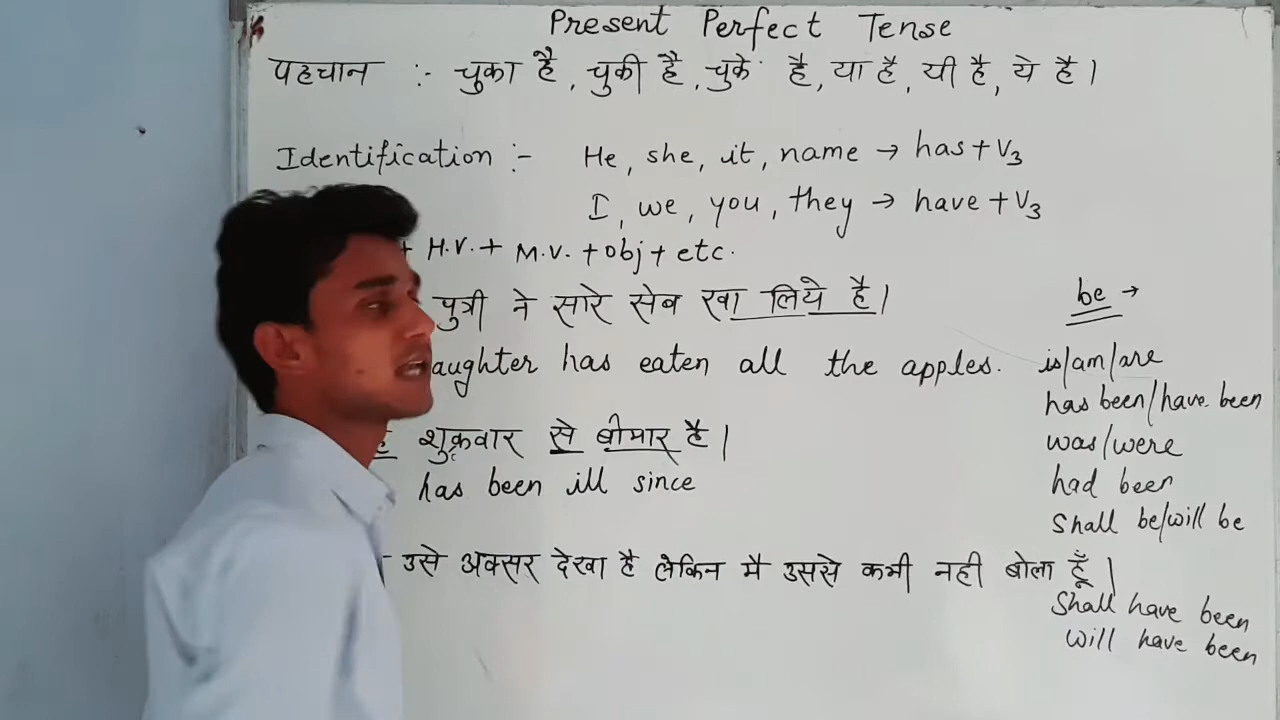 Present Perfect Tense
पहचान :- चुका है, चुकी है, चुके है, या है, यी है, ये है।
Identification :- He, she, it, name → has + V3
I, we, you, they → have + V3
+ H.V. + M.V. + obj + etc.
पुत्री ने सारे सेब खा लिये है।
be →
aughter has eaten all the apples.
is/am/are
has been/have been
शुक्रवार से बीमार है।
was/were
has been ill since
had been
Shall be/will be
उसे अक्सर देखा है लेकिन मै उससे कभी नही बोला हूँ।
Shall have been
will have been